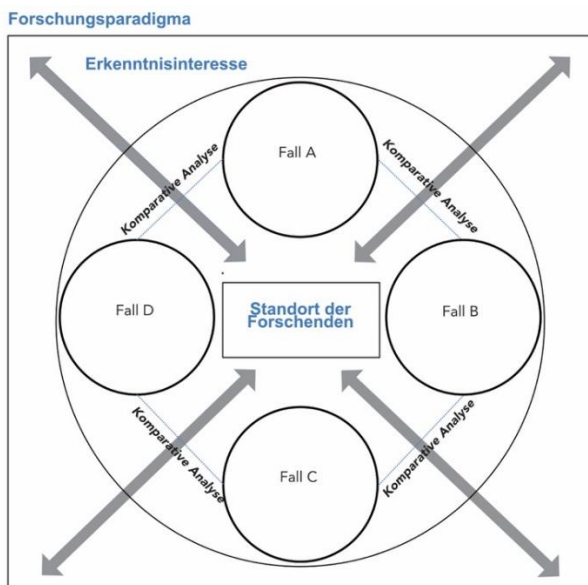 Forschungsparadigma
Erkenntnisinteresse
Fall A
Komparative Analyse
Komparative Analyse
Fall D
Standort der
Forschenden
Fall B
Komparative Analyse
Fall C
Komparative Analyse